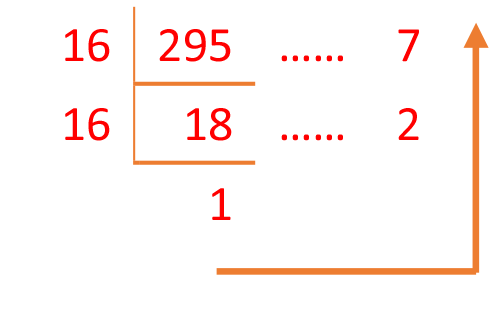 16 295 ...... 7
16 18 ...... 2
1